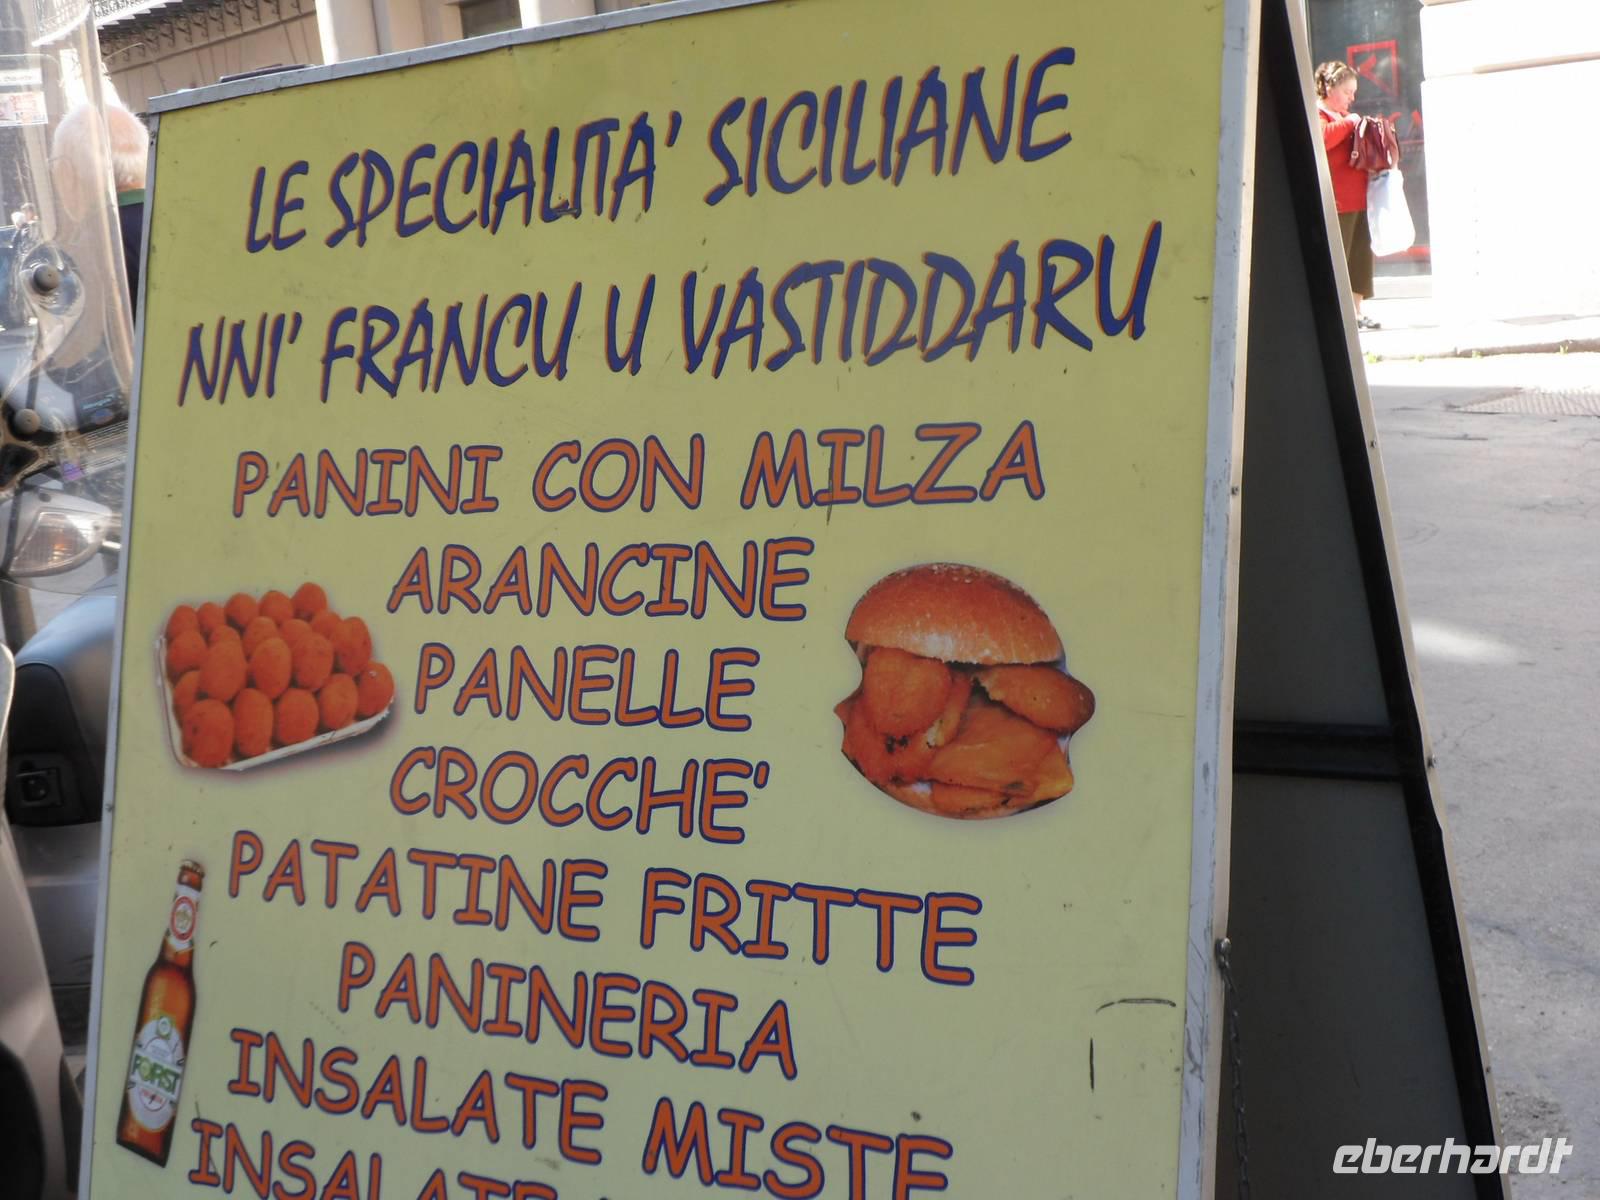 LE SPECIALITA' SICILIANE
NNI' FRANCU U VASTIDDARU
PANINI CON MILZA
ARANCINE
PANELLE
CROCCHE'
PATATINE FRITTE
PANINERIA
INSALATE MISTE
INSALATE
FORST
eberhardt